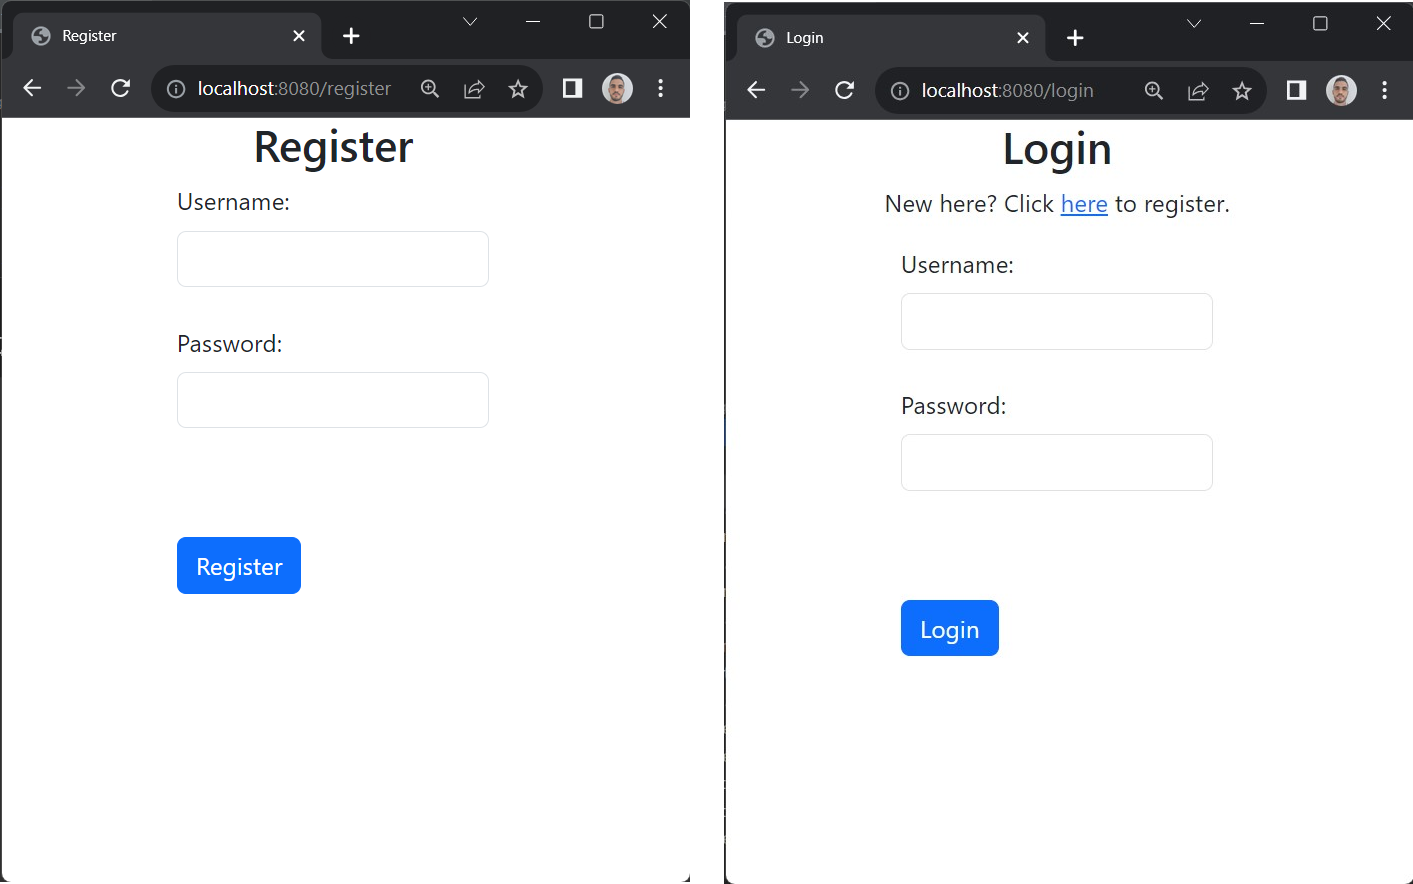 Register
localhost:8080/register
Register
Username:
Password:
Register
Login
localhost:8080/login
Login
New here? Click here to register.
Username:
Password:
Login